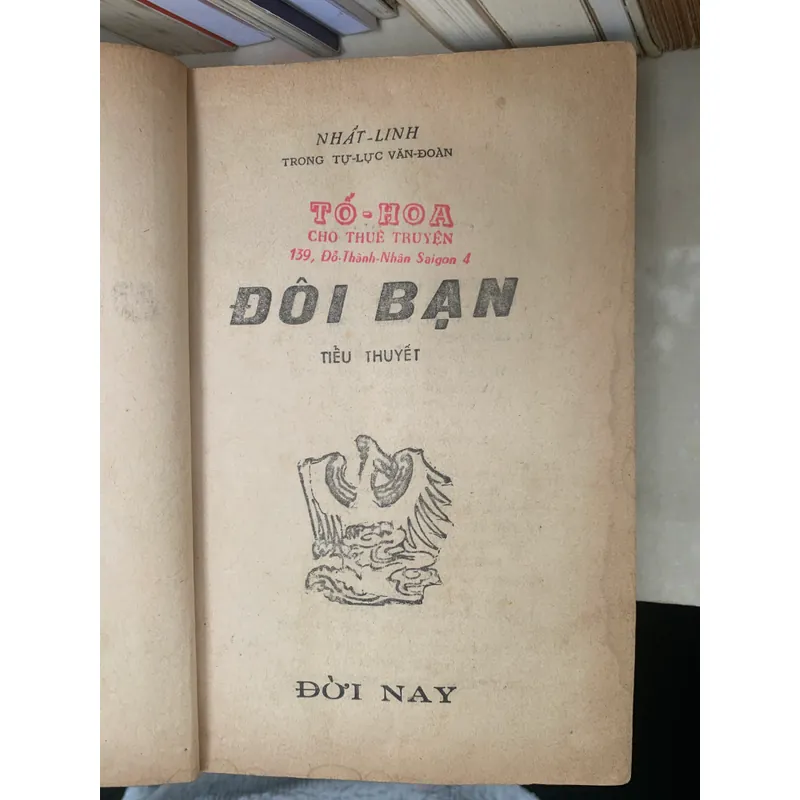 NHẤT-LINH
TRONG TỰ-LỰC VĂN-ĐOÀN
TỐ-HOA
CHO THUÊ TRUYỆN
139, Đỗ-Thành-Nhân Saigon 4
ĐÔI BẠN
TIỂU THUYẾT
ĐỜI NAY